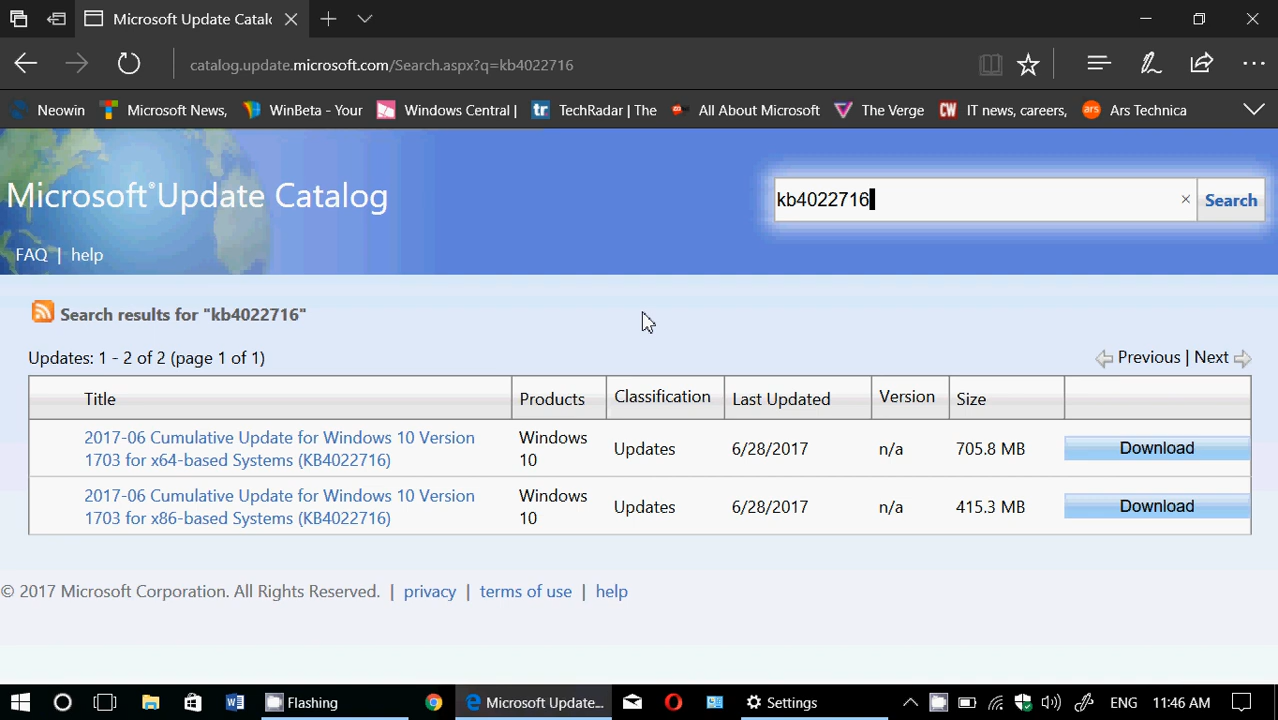 Microsoft Update Catal
catalog.update.microsoft.com/Search.aspx?q=kb4022716
Neowin Microsoft News, WinBeta - Your Windows Central | tr TechRadar | The All About Microsoft The Verge CW IT news, careers, ars Ars Technica
Microsoft® Update Catalog
kb4022716 × Search
FAQ | help
Search results for "kb4022716"
Updates: 1 - 2 of 2 (page 1 of 1) Previous | Next
Title Products Classification Last Updated Version Size
2017-06 Cumulative Update for Windows 10 Version 1703 for x64-based Systems (KB4022716) Windows 10 Updates 6/28/2017 n/a 705.8 MB Download
2017-06 Cumulative Update for Windows 10 Version 1703 for x86-based Systems (KB4022716) Windows 10 Updates 6/28/2017 n/a 415.3 MB Download
© 2017 Microsoft Corporation. All Rights Reserved. | privacy | terms of use | help
Flashing Microsoft Update... Settings ENG 11:46 AM